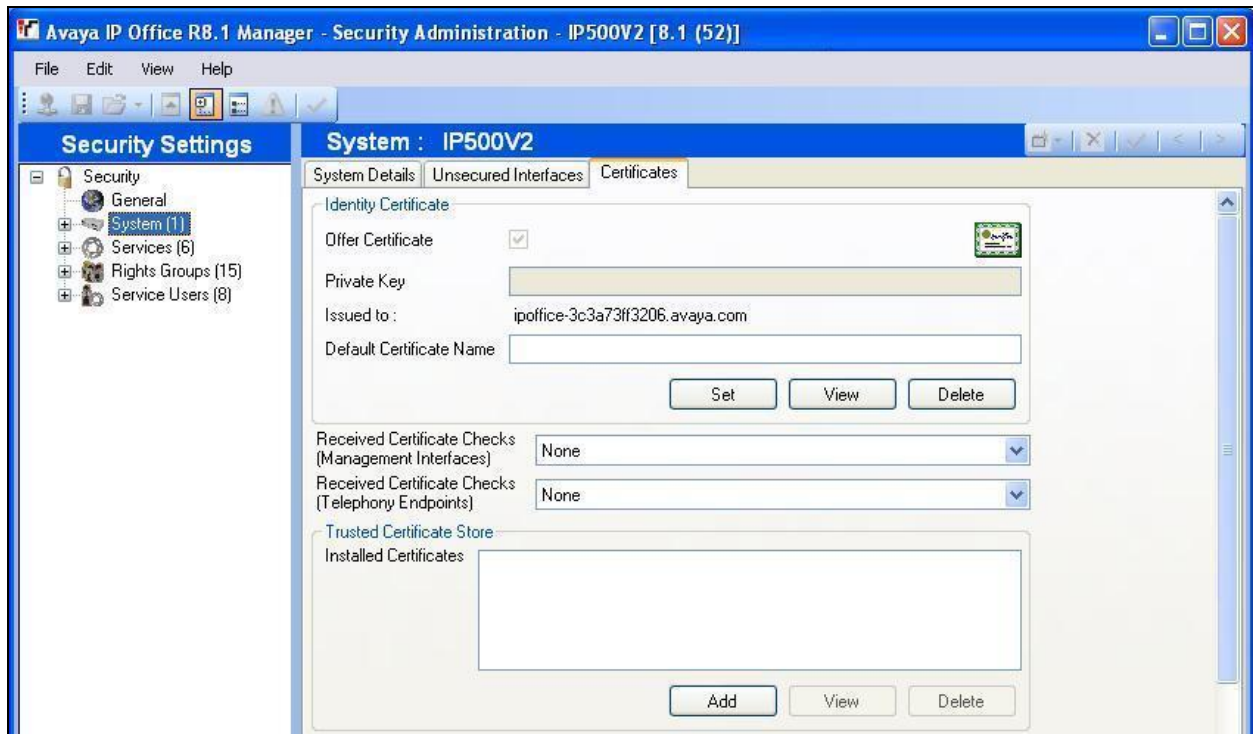 Avaya IP Office R8.1 Manager - Security Administration - IP500V2 [8.1 (52)]
File Edit View Help
Security Settings
System : IP500V2
Security
General
System (1)
Services (6)
Rights Groups (15)
Service Users (8)
System Details Unsecured Interfaces Certificates
Identity Certificate
Offer Certificate
Private Key
Issued to : ipoffice-3c3a73ff3206.avaya.com
Default Certificate Name
Set View Delete
Received Certificate Checks
(Management Interfaces)
None
Received Certificate Checks
(Telephony Endpoints)
None
Trusted Certificate Store
Installed Certificates
Add View Delete